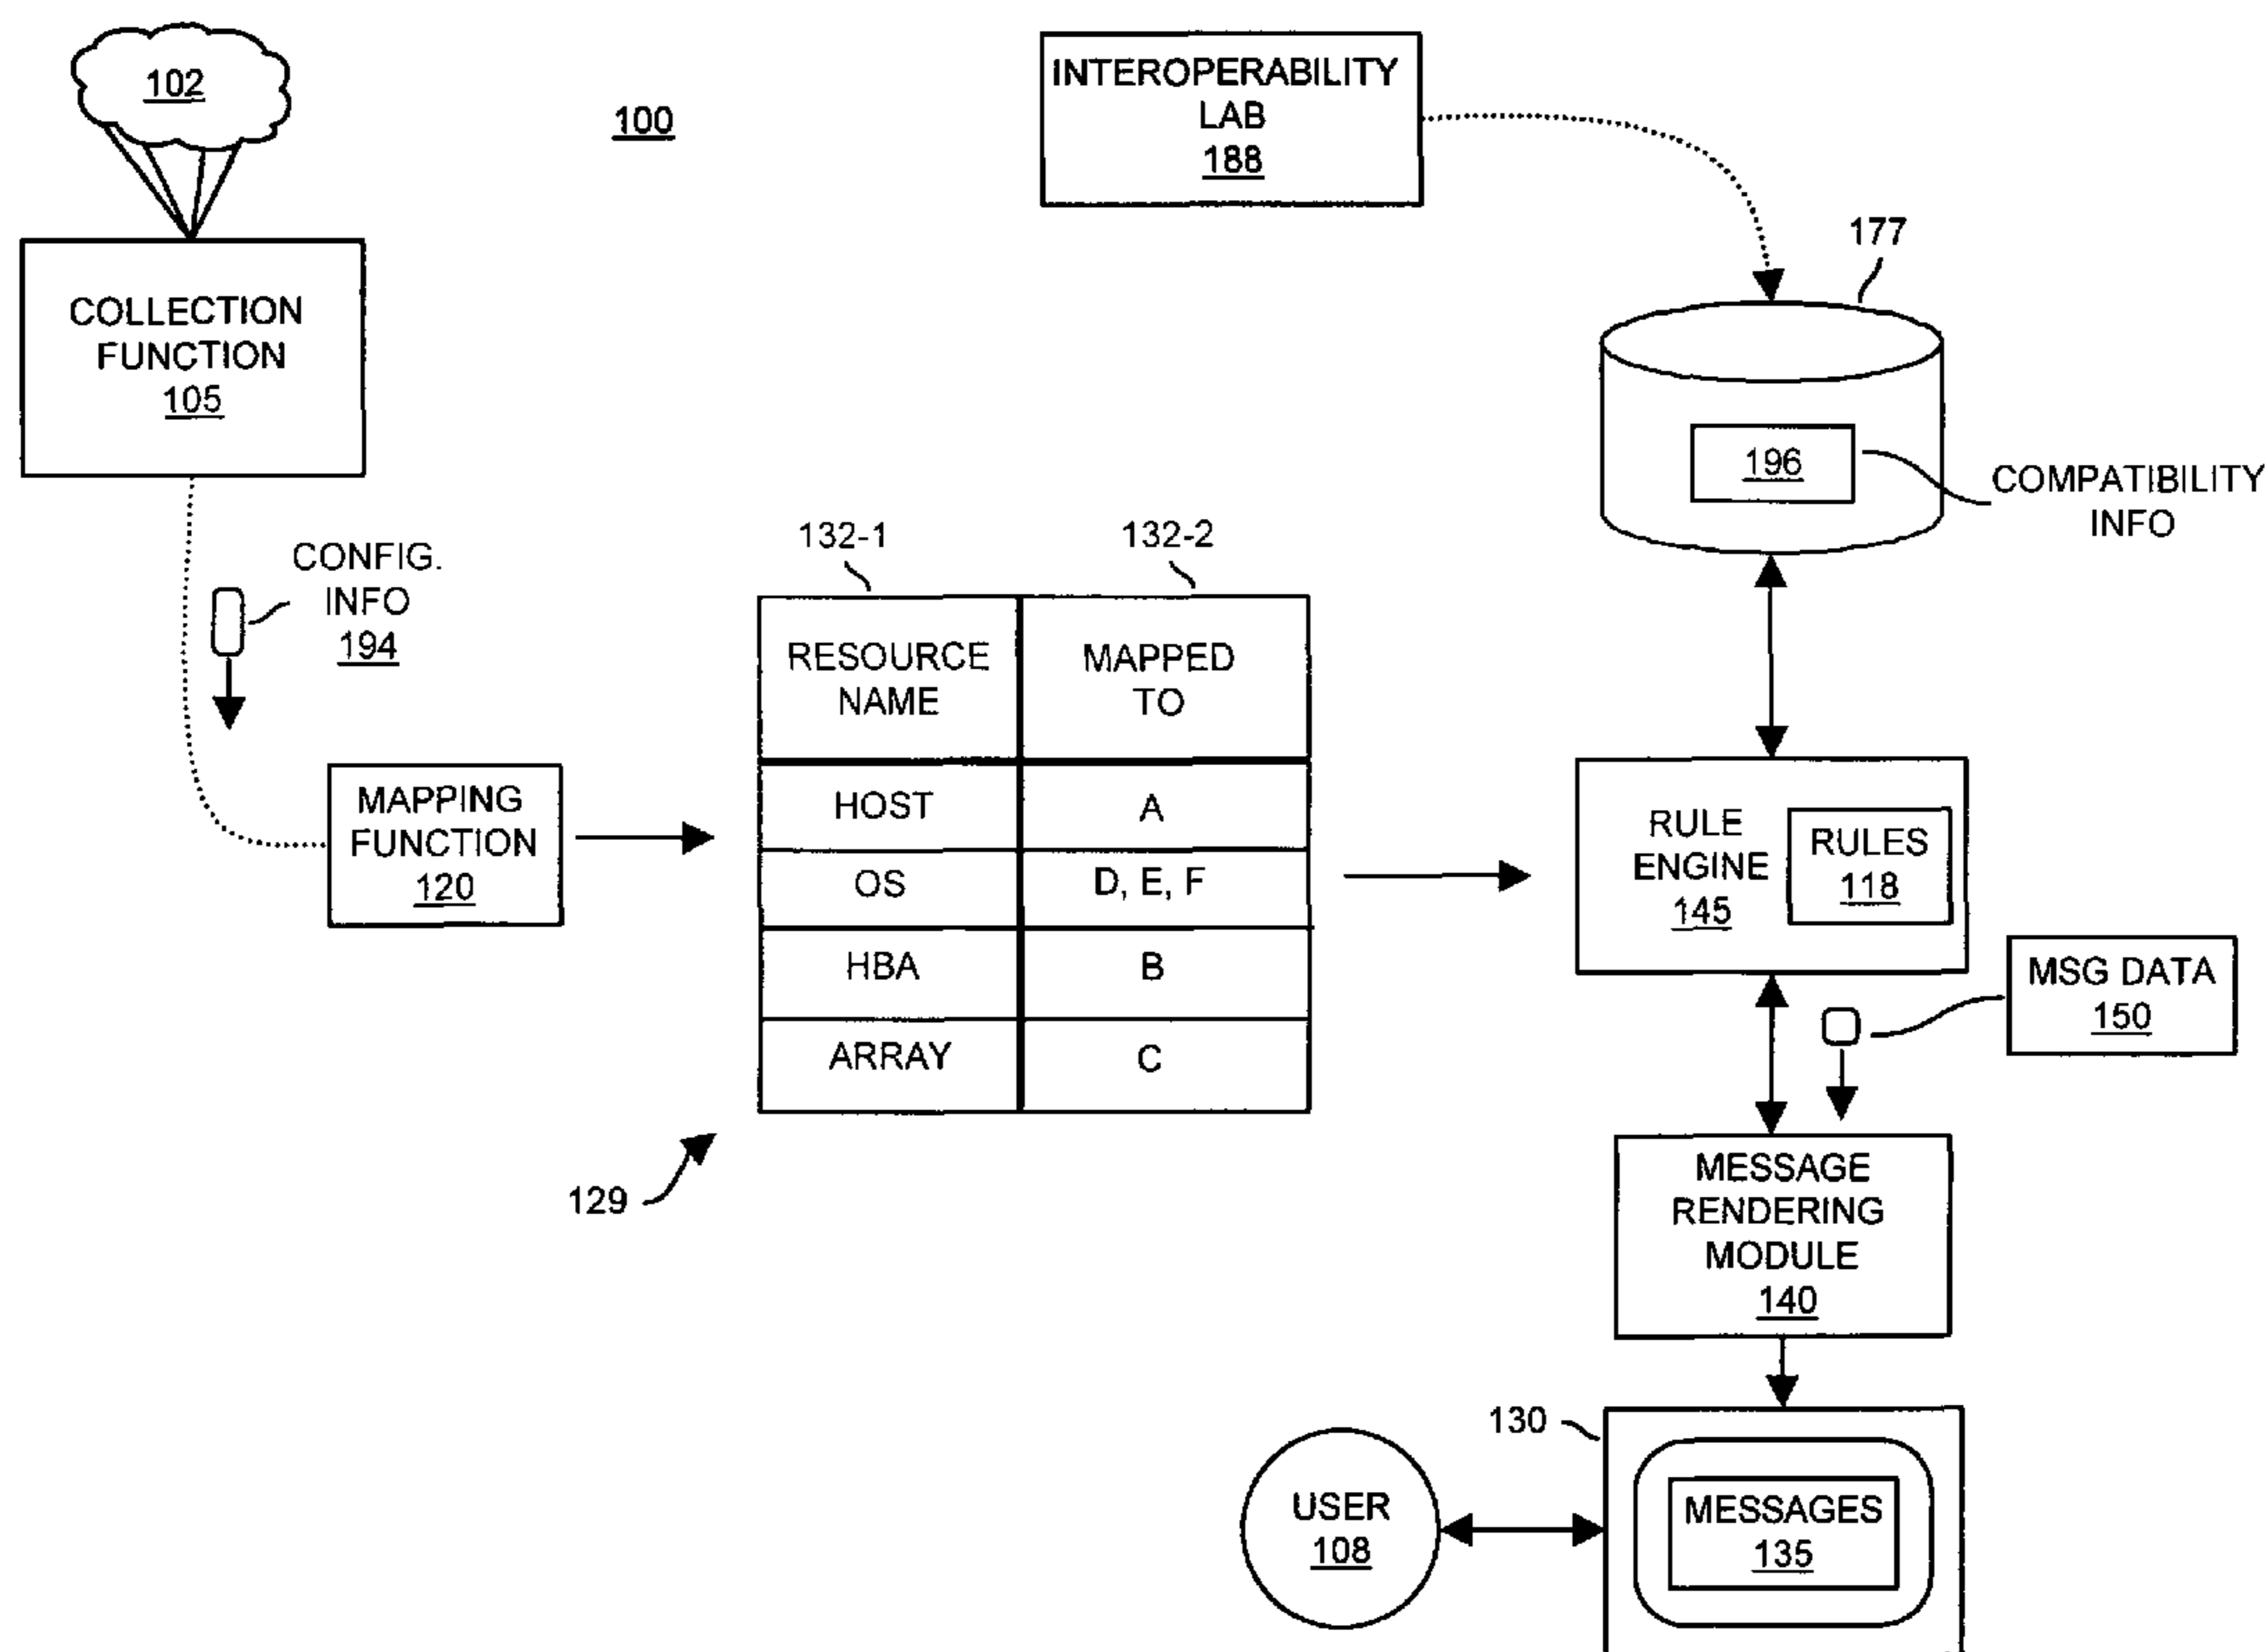 102
100
INTEROPERABILITY
LAB
188
177
COLLECTION
FUNCTION
105
196
COMPATIBILITY
INFO
CONFIG.
INFO
194
132-1
132-2
RESOURCE
NAME
MAPPED
TO
HOST
A
OS
D, E, F
HBA
B
ARRAY
C
MAPPING
FUNCTION
120
129
RULE
ENGINE
145
RULES
118
MSG DATA
150
MESSAGE
RENDERING
MODULE
140
130
USER
108
MESSAGES
135